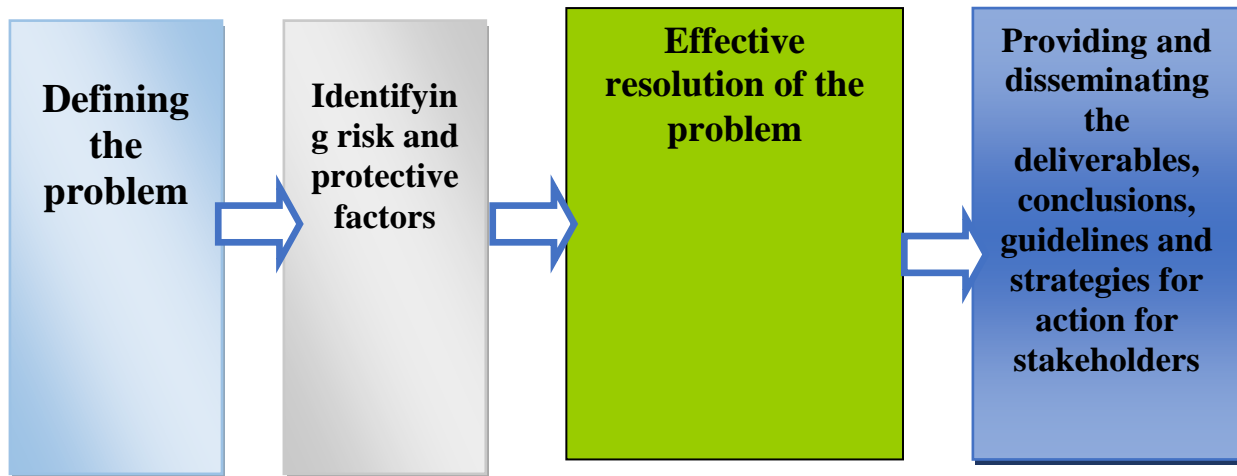 Defining
the
problem
Identifyin
g risk and
protective
factors
Effective
resolution of the
problem
Providing and
disseminating
the
deliverables,
conclusions,
guidelines and
strategies for
action for
stakeholders